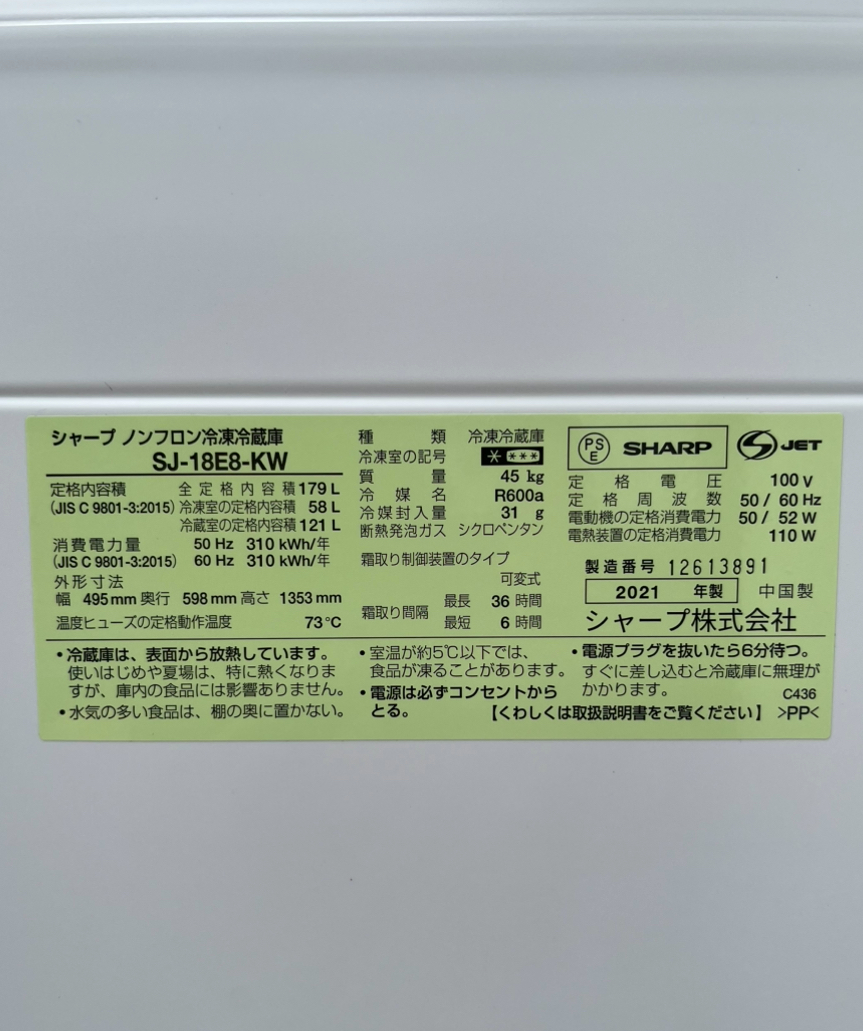 シャープ ノンフロン冷凍冷蔵庫
SJ-18E8-KW
定格内容積 全定格内容積 179 L
(JIS C 9801-3:2015) 冷凍室の定格内容積 58 L
冷蔵室の定格内容積 121 L
消費電力量 50 Hz 310 kWh/年
(JIS C 9801-3:2015) 60 Hz 310 kWh/年
外形寸法
幅 495 mm 奥行 598 mm 高さ 1353 mm
温度ヒューズの定格動作温度 73℃
種類 冷凍冷蔵庫
冷凍室の記号 * ***
質量 45 kg
冷媒名 R600a
冷媒封入量 31 g
断熱発泡ガス シクロペンタン
霜取り制御装置のタイプ
可変式
霜取り間隔 最長 36 時間
最短 6 時間
PS E SHARP JET
定格電圧 100 V
定格周波数 50 / 60 Hz
電動機の定格消費電力 50 / 52 W
電熱装置の定格消費電力 110 W
製造番号 12613891
2021 年製 中国製
シャープ株式会社
・冷蔵庫は、表面から放熱しています。
使いはじめや夏場は、特に熱くなりま
すが、庫内の食品には影響ありません。
・水気の多い食品は、棚の奥に置かない。
・室温が約5℃以下では、
食品が凍ることがあります。
・電源は必ずコンセントから
とる。
・電源プラグを抜いたら6分待つ。
すぐに差し込むと冷蔵庫に無理が
かかります。 C436
【くわしくは取扱説明書をご覧ください】 >PP<